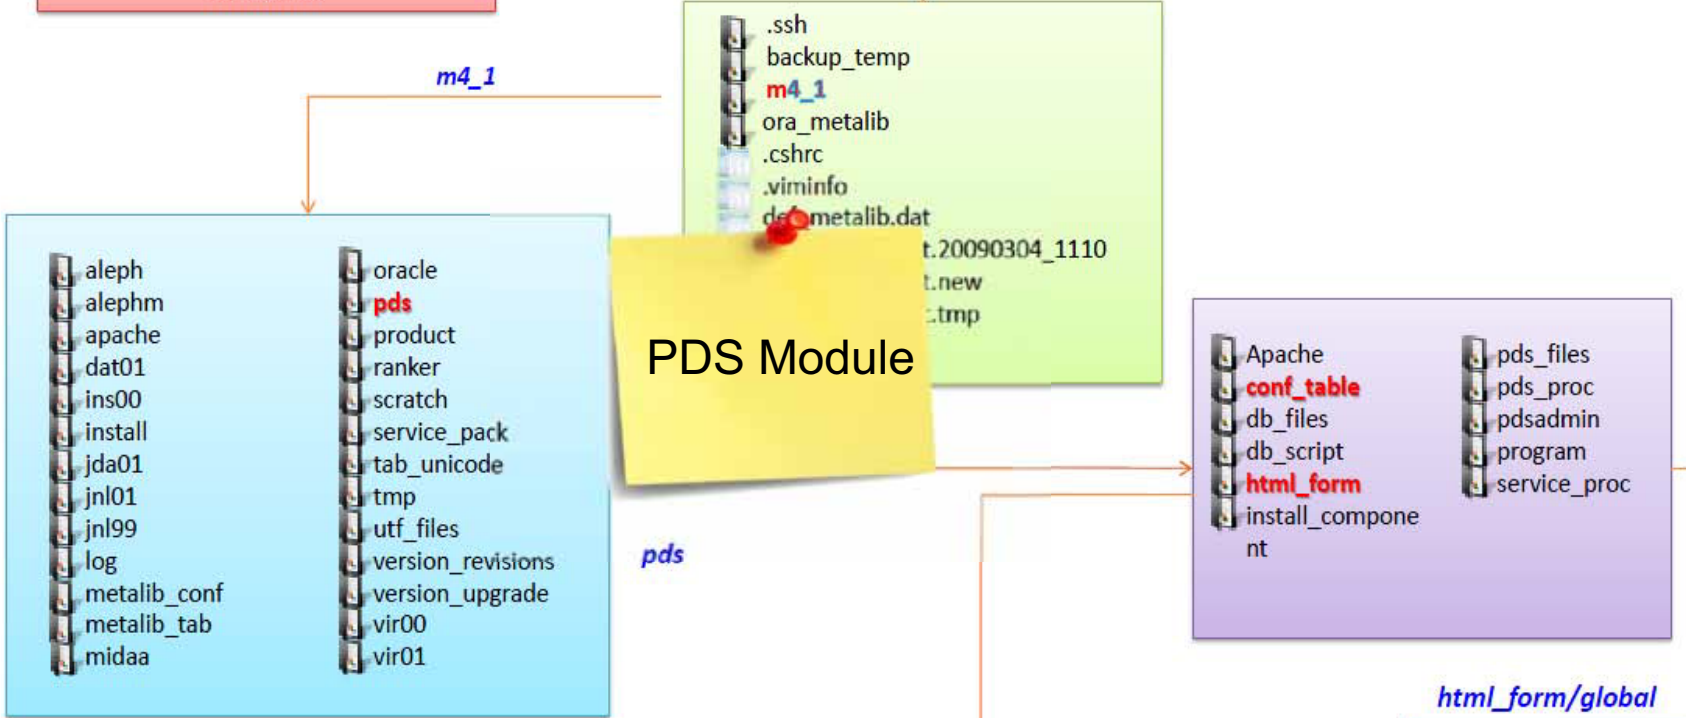 .ssh
backup_temp
m4_1
m4_1
ora_metalib
.cshrc
.viminfo
metalib.dat
t.20090304_1110
.new
.tmp
aleph
alephm
apache
dat01
ins00
install
jda01
jnl01
jnl99
log
metalib_conf
metalib_tab
midaa
oracle
pds
product
ranker
scratch
service_pack
tab_unicode
tmp
utf_files
version_revisions
version_upgrade
vir00
vir01
PDS Module
pds
Apache
conf_table
db_files
db_script
html_form
install_compone
nt
pds_files
pds_proc
pdsadmin
program
service_proc
html_form/global